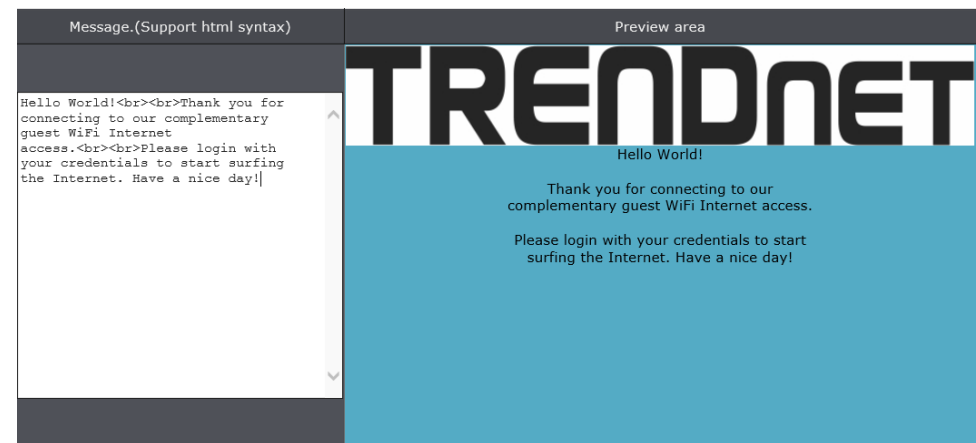 Message.(Support html syntax)
Preview area
Hello World!<br><br>Thank you for
connecting to our complementary
guest WiFi Internet
access.<br><br>Please login with
your credentials to start surfing
the Internet. Have a nice day!
TRENDNET
Hello World!
Thank you for connecting to our
complementary guest WiFi Internet access.
Please login with your credentials to start
surfing the Internet. Have a nice day!